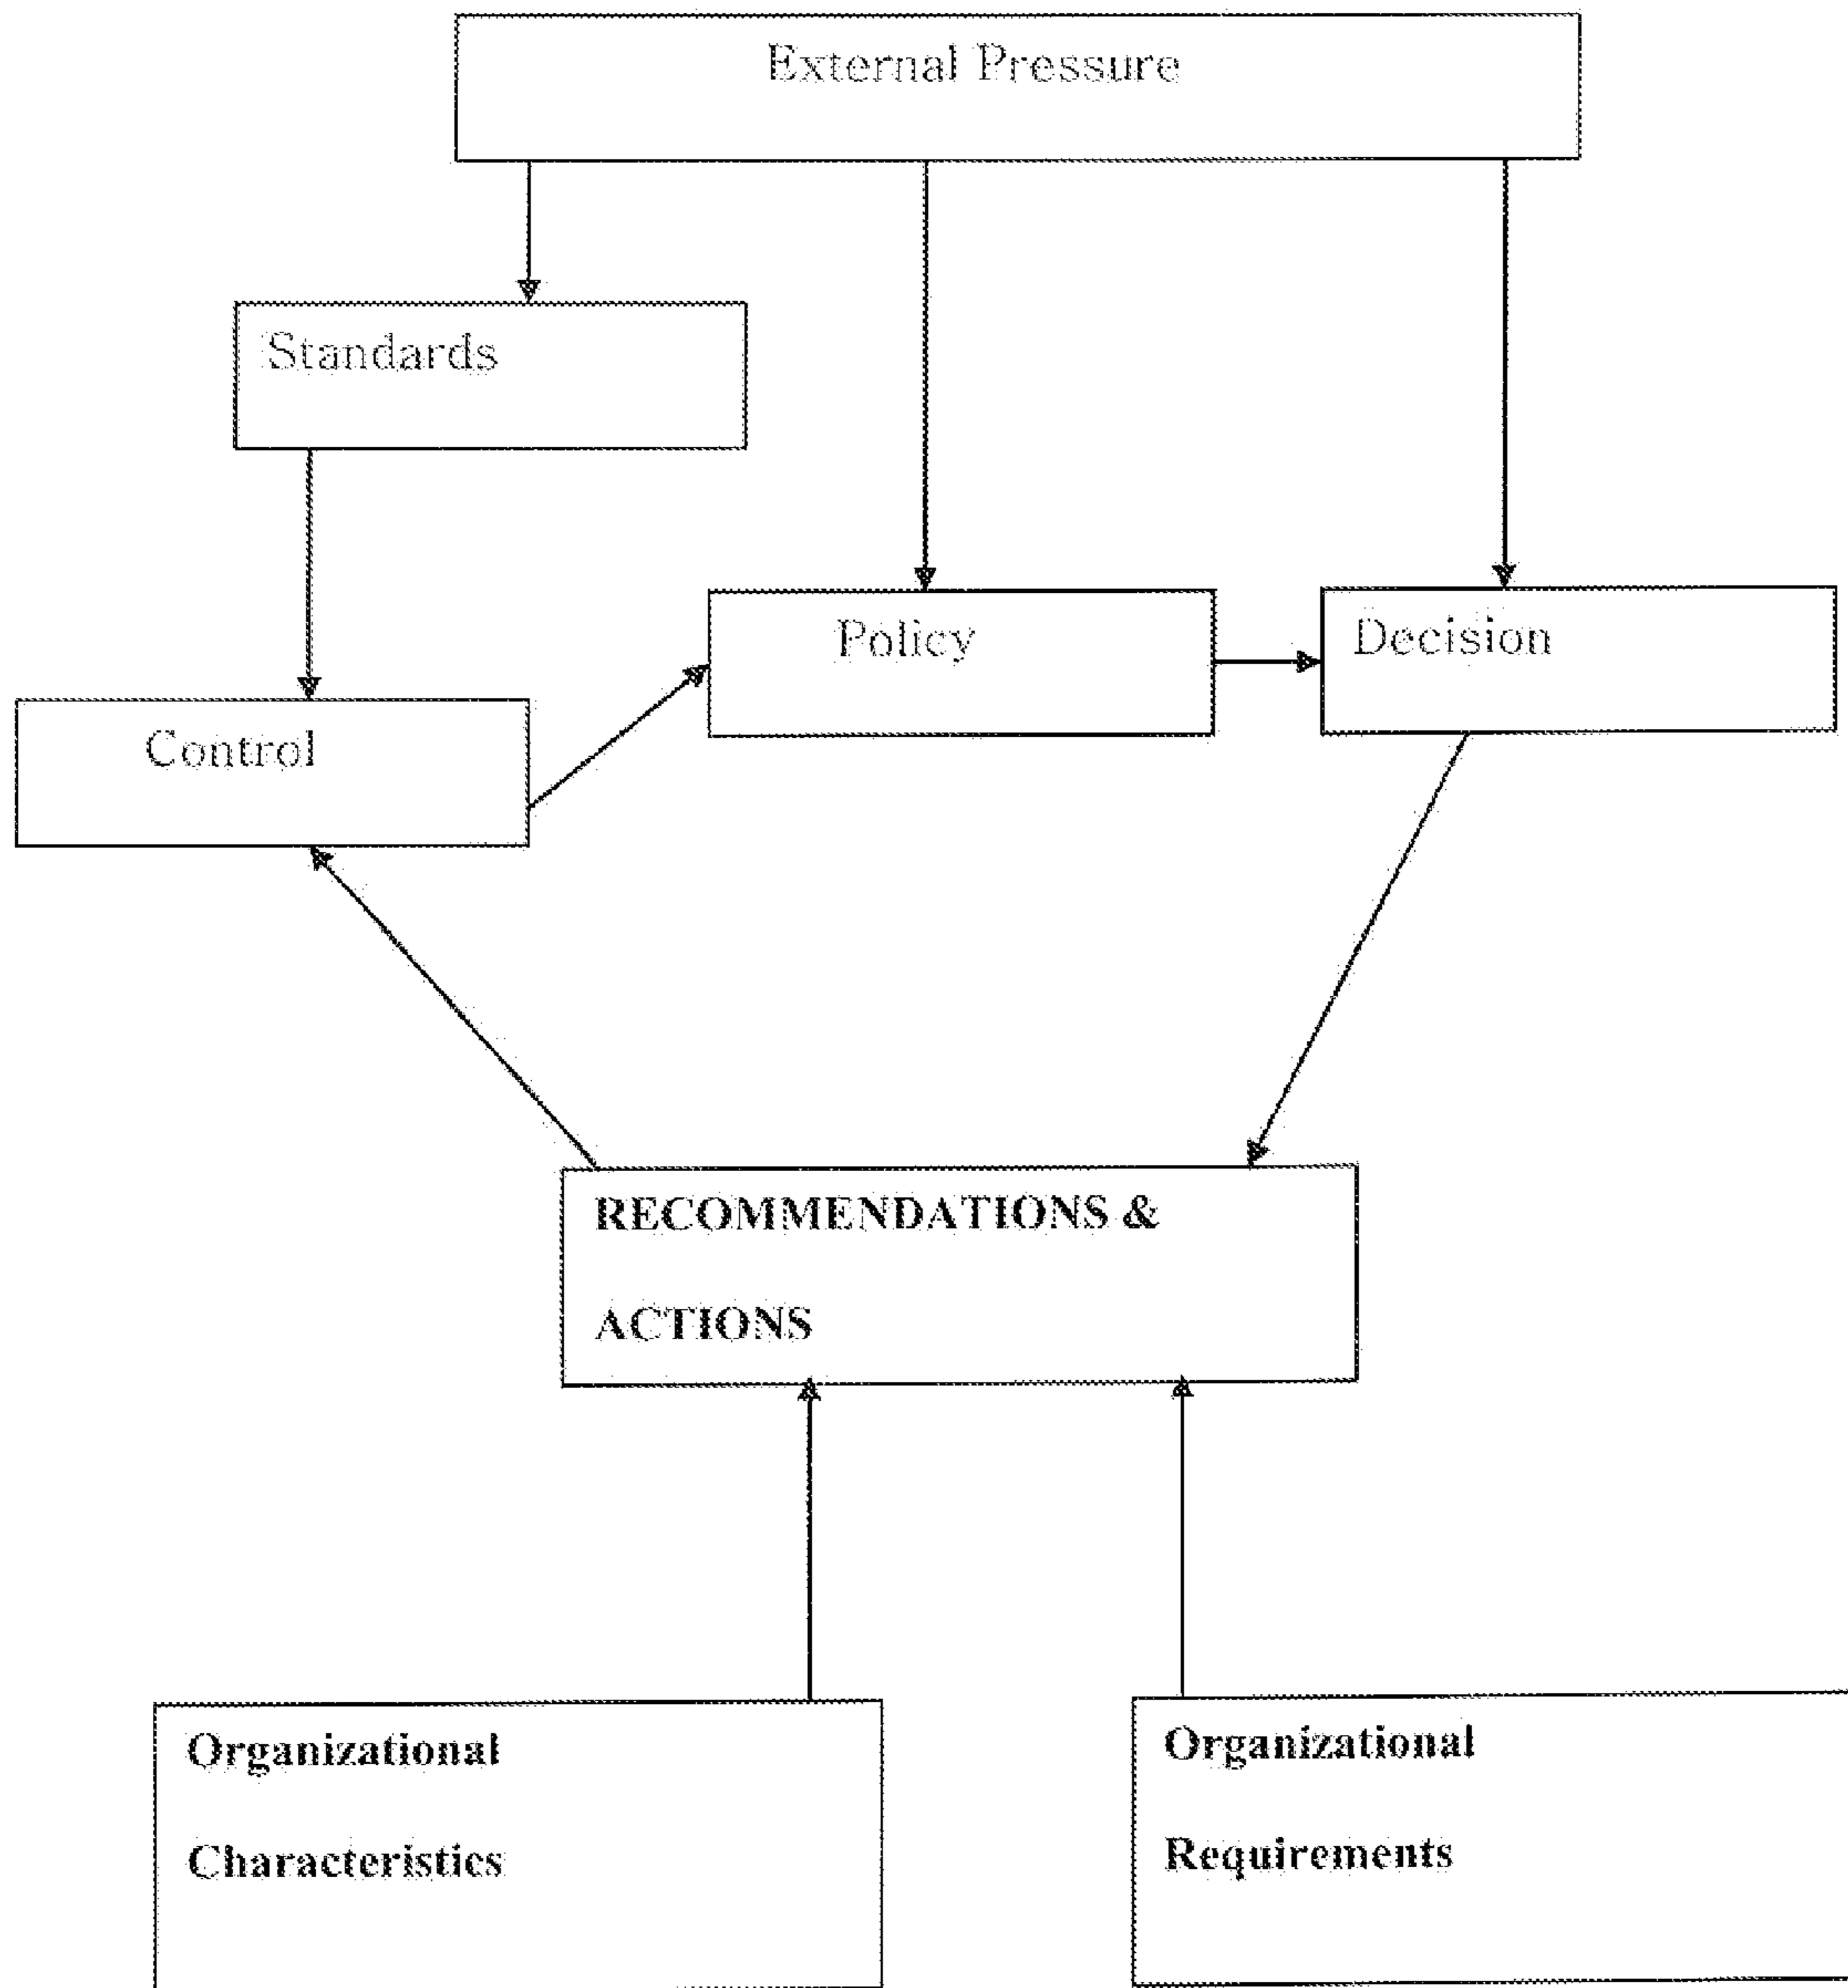 External Pressure
Standards
Policy
Decision
Control
RECOMMENDATIONS &
ACTIONS
Organizational
Characteristics
Organizational
Requirements